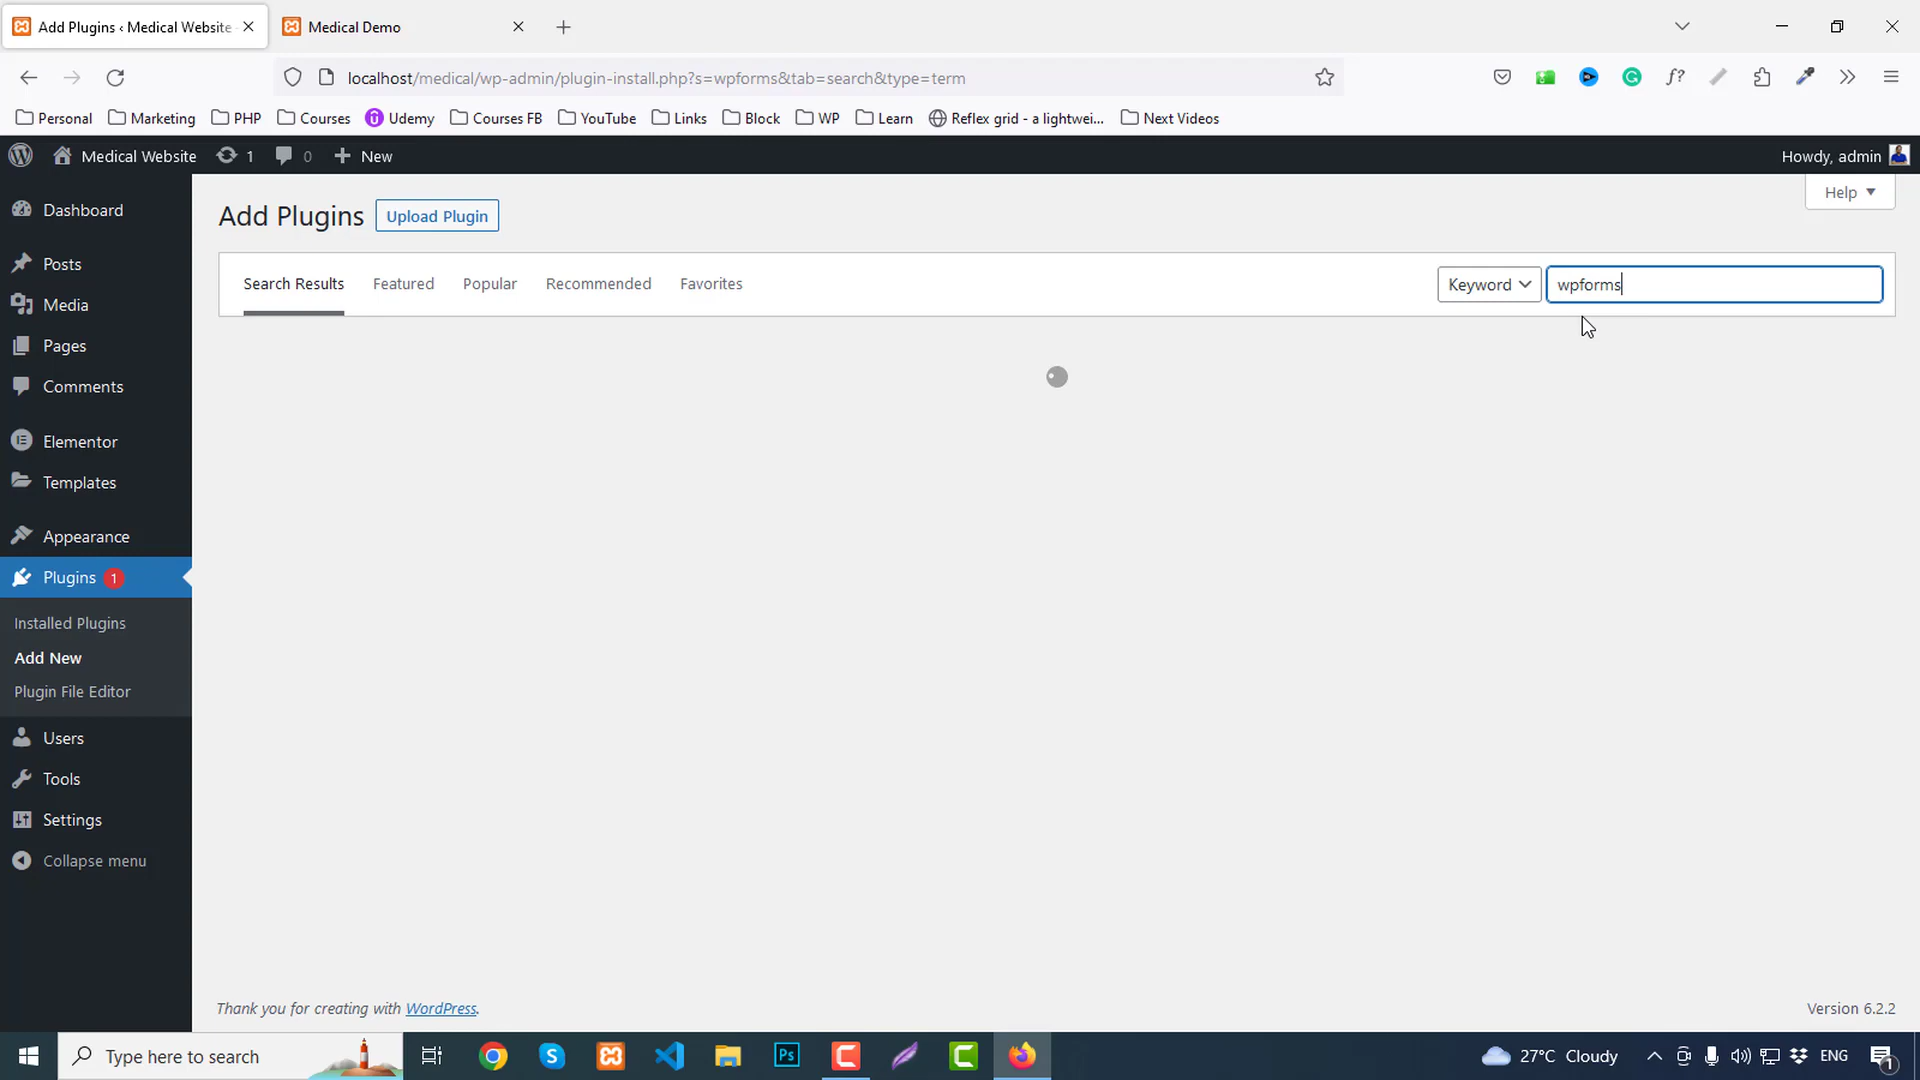 Add Plugins ‹ Medical Website
Medical Demo
localhost/medical/wp-admin/plugin-install.php?s=wpforms&tab=search&type=term
Personal
Marketing
PHP
Courses
Udemy
Courses FB
YouTube
Links
Block
WP
Learn
Reflex grid - a lightwei...
Next Videos
Medical Website
1
0
New
Howdy, admin
Help
Dashboard
Posts
Media
Pages
Comments
Elementor
Templates
Appearance
Plugins 1
Installed Plugins
Add New
Plugin File Editor
Users
Tools
Settings
Collapse menu
Add Plugins
Upload Plugin
Search Results
Featured
Popular
Recommended
Favorites
Keyword
wpforms
Thank you for creating with WordPress.
Version 6.2.2
Type here to search
27°C Cloudy
ENG
1